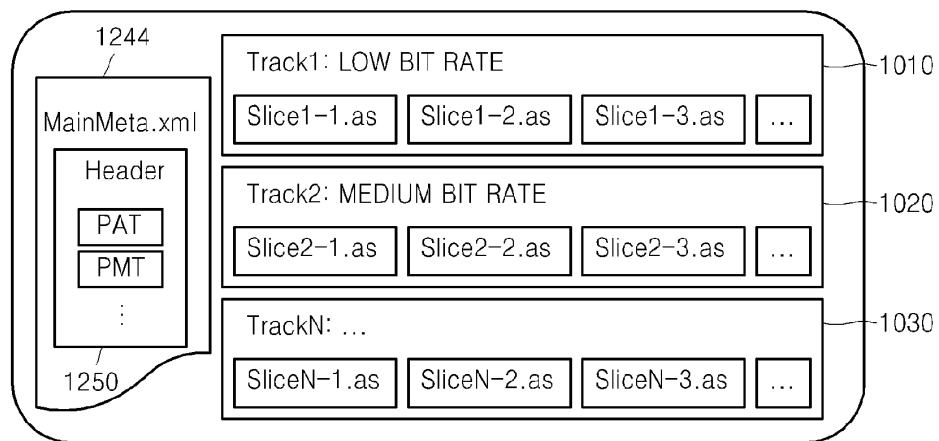 1244
MainMeta.xml
Header
PAT
PMT
⋮
1250
Track1: LOW BIT RATE
1010
Slice1-1.as Slice1-2.as Slice1-3.as ...
Track2: MEDIUM BIT RATE
1020
Slice2-1.as Slice2-2.as Slice2-3.as ...
TrackN: ...
1030
SliceN-1.as SliceN-2.as SliceN-3.as ...